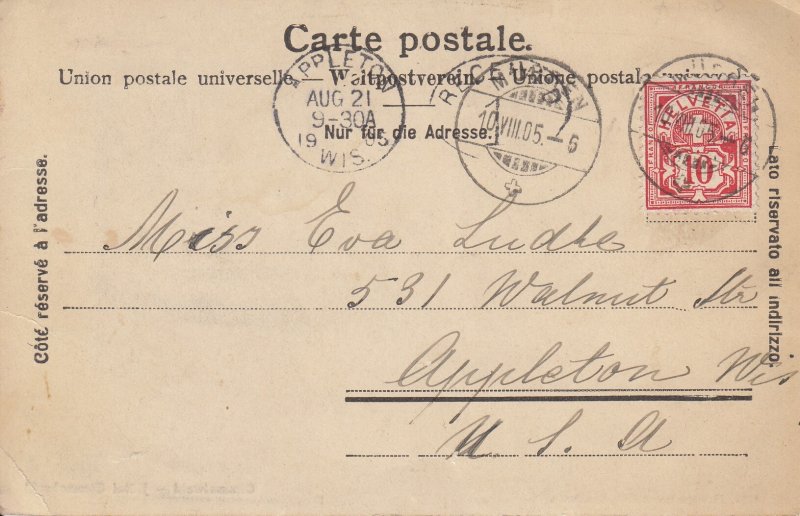 Carte postale.
Union postale universelle. — Weltpostverein. — Unione postale
Nur für die Adresse.
APPLETON
AUG 21
9-30A
19 05
WIS.
10.VIII.05.-6
HELVETIA
10
Côté réservé à l'adresse.
Lato riservato all indirizzo.
Miss Eva Ludke
531 Walnut Str
Appleton Wis
U. S. A